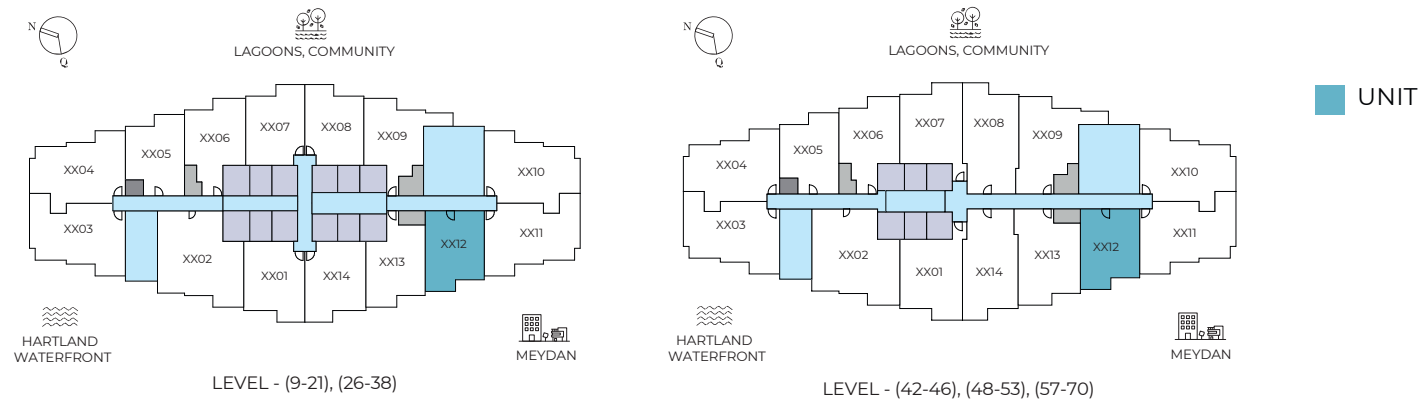 N
Q
LAGOONS, COMMUNITY
XX07
XX08
XX06
XX09
XX05
XX04
XX10
XX03
XX11
XX12
XX02
XX13
XX01
XX14
HARTLAND
WATERFRONT
MEYDAN
LEVEL - (9-21), (26-38)
N
Q
LAGOONS, COMMUNITY
XX07
XX08
XX06
XX09
XX05
XX04
XX10
XX03
XX11
XX12
XX02
XX13
XX01
XX14
HARTLAND
WATERFRONT
MEYDAN
LEVEL - (42-46), (48-53), (57-70)
UNIT